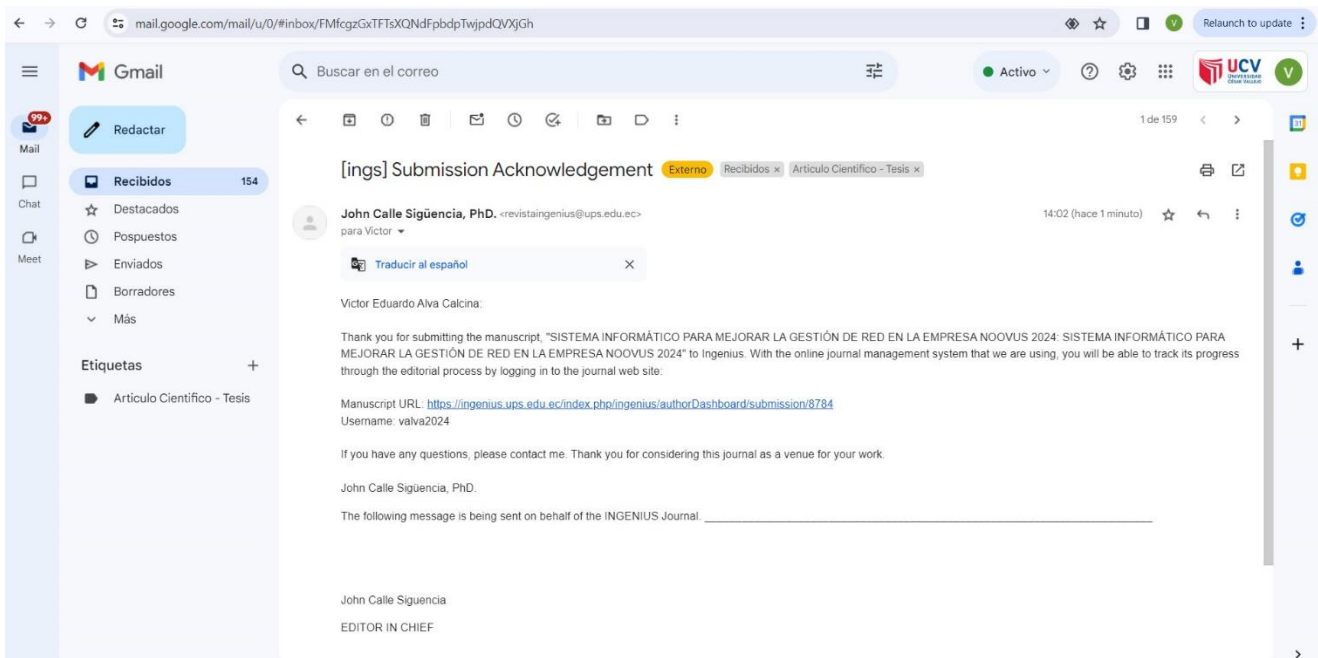 mail.google.com/mail/u/0/#inbox/FMfcgzGxTFTsXQNdFpbdpTwjpdQVXjGh
V
Relaunch to update
Gmail
Buscar en el correo
Activo
UCV
UNIVERSIDAD
CÉSAR VALLEJO
V
99+
Mail
Chat
Meet
Redactar
Recibidos 154
Destacados
Pospuestos
Enviados
Borradores
Más
Etiquetas
Articulo Cientifico - Tesis
1 de 159
31
[ings] Submission Acknowledgement Externo Recibidos × Articulo Cientifico - Tesis ×
John Calle Sigüencia, PhD. <revistaingenius@ups.edu.ec>
14:02 (hace 1 minuto)
para Victor
Traducir al español
Victor Eduardo Alva Calcina:
Thank you for submitting the manuscript, "SISTEMA INFORMÁTICO PARA MEJORAR LA GESTIÓN DE RED EN LA EMPRESA NOOVUS 2024: SISTEMA INFORMÁTICO PARA
MEJORAR LA GESTIÓN DE RED EN LA EMPRESA NOOVUS 2024" to Ingenius. With the online journal management system that we are using, you will be able to track its progress
through the editorial process by logging in to the journal web site:
Manuscript URL: https://ingenius.ups.edu.ec/index.php/ingenius/authorDashboard/submission/8784
Username: valva2024
If you have any questions, please contact me. Thank you for considering this journal as a venue for your work.
John Calle Sigüencia, PhD.
The following message is being sent on behalf of the INGENIUS Journal.
John Calle Siguencia
EDITOR IN CHIEF